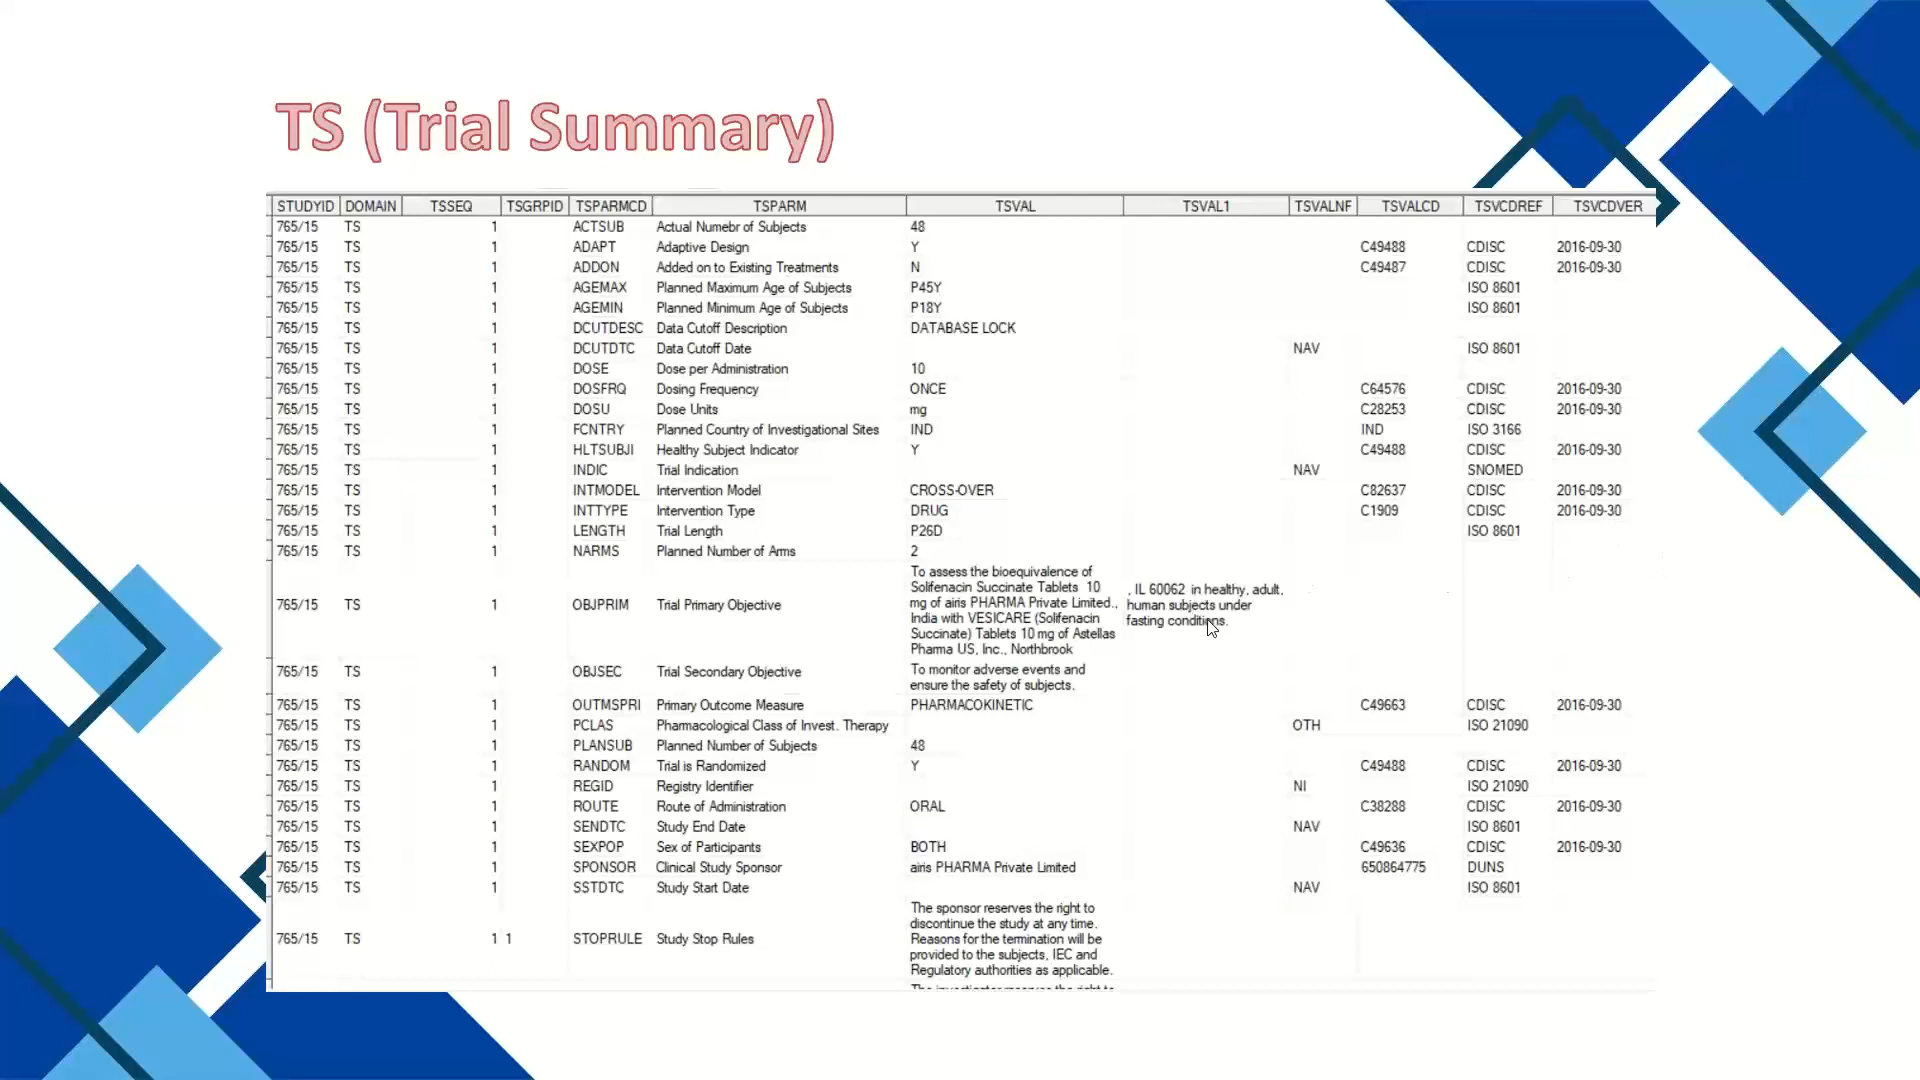 TS (Trial Summary)
STUDYID DOMAIN TSSEQ TSGRPID TSPARMCD TSPARM TSVAL TSVAL1 TSVALNF TSVALCD TSVCDREF TSVCDVER
765/15 TS 1 ACTSUB Actual Numebr of Subjects 48
765/15 TS 1 ADAPT Adaptive Design Y C49488 CDISC 2016-09-30
765/15 TS 1 ADDON Added on to Existing Treatments N C49487 CDISC 2016-09-30
765/15 TS 1 AGEMAX Planned Maximum Age of Subjects P45Y ISO 8601
765/15 TS 1 AGEMIN Planned Minimum Age of Subjects P18Y ISO 8601
765/15 TS 1 DCUTDESC Data Cutoff Description DATABASE LOCK
765/15 TS 1 DCUTDTC Data Cutoff Date NAV ISO 8601
765/15 TS 1 DOSE Dose per Administration 10
765/15 TS 1 DOSFRQ Dosing Frequency ONCE C64576 CDISC 2016-09-30
765/15 TS 1 DOSU Dose Units mg C28253 CDISC 2016-09-30
765/15 TS 1 FCNTRY Planned Country of Investigational Sites IND IND ISO 3166
765/15 TS 1 HLTSUBJI Healthy Subject Indicator Y C49488 CDISC 2016-09-30
765/15 TS 1 INDIC Trial Indication NAV SNOMED
765/15 TS 1 INTMODEL Intervention Model CROSS-OVER C82637 CDISC 2016-09-30
765/15 TS 1 INTTYPE Intervention Type DRUG C1909 CDISC 2016-09-30
765/15 TS 1 LENGTH Trial Length P26D ISO 8601
765/15 TS 1 NARMS Planned Number of Arms 2
765/15 TS 1 OBJPRIM Trial Primary Objective
To assess the bioequivalence of
Solifenacin Succinate Tablets 10
mg of airis PHARMA Private Limited.,
India with VESICARE (Solifenacin
Succinate) Tablets 10 mg of Astellas
Pharma US, Inc., Northbrook
, IL 60062 in healthy, adult,
human subjects under
fasting conditions.
765/15 TS 1 OBJSEC Trial Secondary Objective
To monitor adverse events and
ensure the safety of subjects.
765/15 TS 1 OUTMSPRI Primary Outcome Measure PHARMACOKINETIC C49663 CDISC 2016-09-30
765/15 TS 1 PCLAS Pharmacological Class of Invest. Therapy OTH ISO 21090
765/15 TS 1 PLANSUB Planned Number of Subjects 48
765/15 TS 1 RANDOM Trial is Randomized Y C49488 CDISC 2016-09-30
765/15 TS 1 REGID Registry Identifier NI ISO 21090
765/15 TS 1 ROUTE Route of Administration ORAL C38288 CDISC 2016-09-30
765/15 TS 1 SENDTC Study End Date NAV ISO 8601
765/15 TS 1 SEXPOP Sex of Participants BOTH C49636 CDISC 2016-09-30
765/15 TS 1 SPONSOR Clinical Study Sponsor airis PHARMA Private Limited 650864775 DUNS
765/15 TS 1 SSTDTC Study Start Date NAV ISO 8601
765/15 TS 1 1 STOPRULE Study Stop Rules
The sponsor reserves the right to
discontinue the study at any time.
Reasons for the termination will be
provided to the subjects, IEC and
Regulatory authorities as applicable.